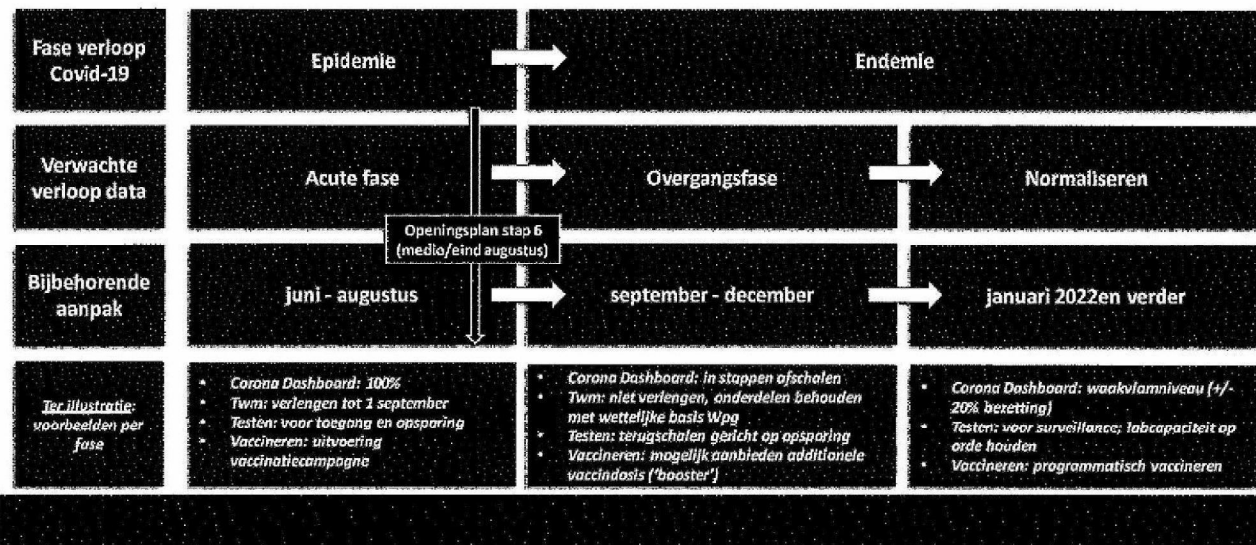 Fase verloop
Covid-19
Epidemie
Endemie
Verwachte
verloop data
Acute fase
Overgangsfase
Normaliseren
Openingsplan stap 6
(medio/eind augustus)
Bijbehorende
aanpak
juni - augustus
september - december
januari 2022en verder
Ter illustratie:
voorbeelden per
fase
• Corona Dashboard: 100%
• Twm: verlengen tot 1 september
• Testen: voor toegang en opsporing
• Vaccineren: uitvoering
vaccinatiecampagne
• Corona Dashboard: in stappen afschalen
• Twm: niet verlengen, onderdelen behouden
met wettelijke basis Wpg
• Testen: terugschalen gericht op opsporing
• Vaccineren: mogelijk aanbieden additionele
vaccindosis ('booster')
• Corona Dashboard: waakvlamniveau (+/-
20% bezetting)
• Testen: voor surveillance; labcapaciteit op
orde houden
• Vaccineren: programmatisch vaccineren